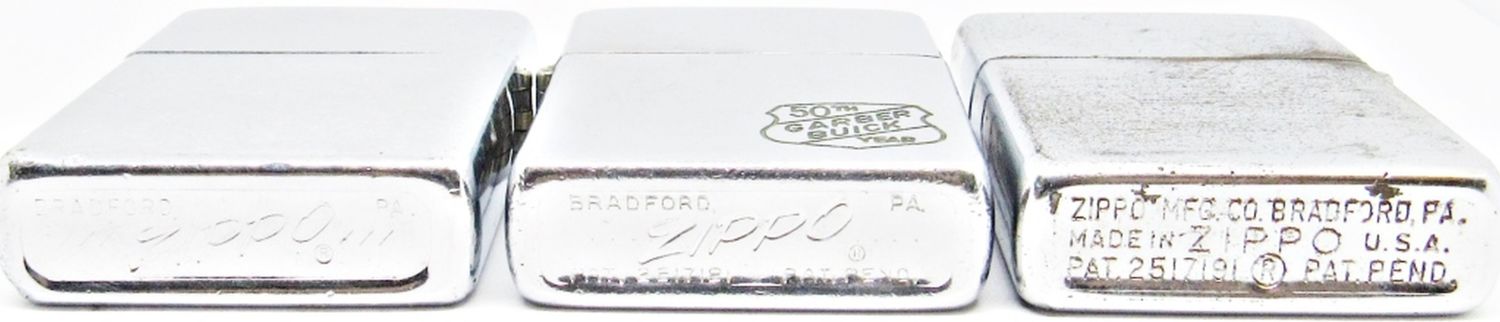 BRADFORD PA.
Zippo ®
50TH
GARBER
BUICK
YEAR
BRADFORD, PA.
Zippo ®
PAT. 2517191 PAT. PEND.
ZIPPO MFG. CO. BRADFORD, PA.
MADE IN ZIPPO U.S.A.
PAT. 2517191 ® PAT. PEND.